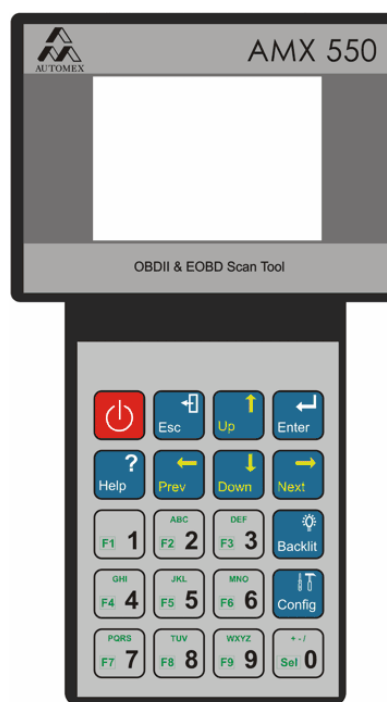 AMX 550
AUTOMEX
OBDII & EOBD Scan Tool
Esc
Up
Enter
?
Help
Prev
Down
Next
F1 1
ABC
F2 2
DEF
F3 3
Backlit
GHI
F4 4
JKL
F5 5
MNO
F6 6
Config
PQRS
F7 7
TUV
F8 8
WXYZ
F9 9
+ - /
Sel 0